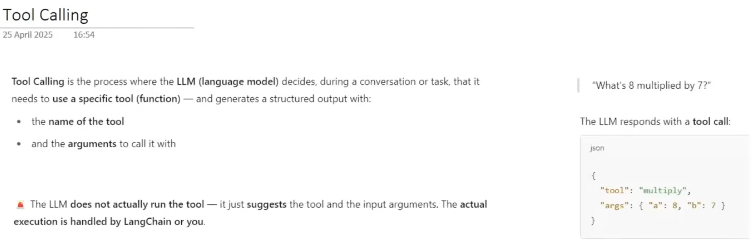 Tool Calling
25 April 2025 16:54
Tool Calling is the process where the LLM (language model) decides, during a conversation or task, that it
needs to use a specific tool (function) — and generates a structured output with:
• the name of the tool
• and the arguments to call it with
🚨 The LLM does not actually run the tool — it just suggests the tool and the input arguments. The actual
execution is handled by LangChain or you.
"What's 8 multiplied by 7?"
The LLM responds with a tool call:
json
{
"tool": "multiply",
"args": { "a": 8, "b": 7 }
}